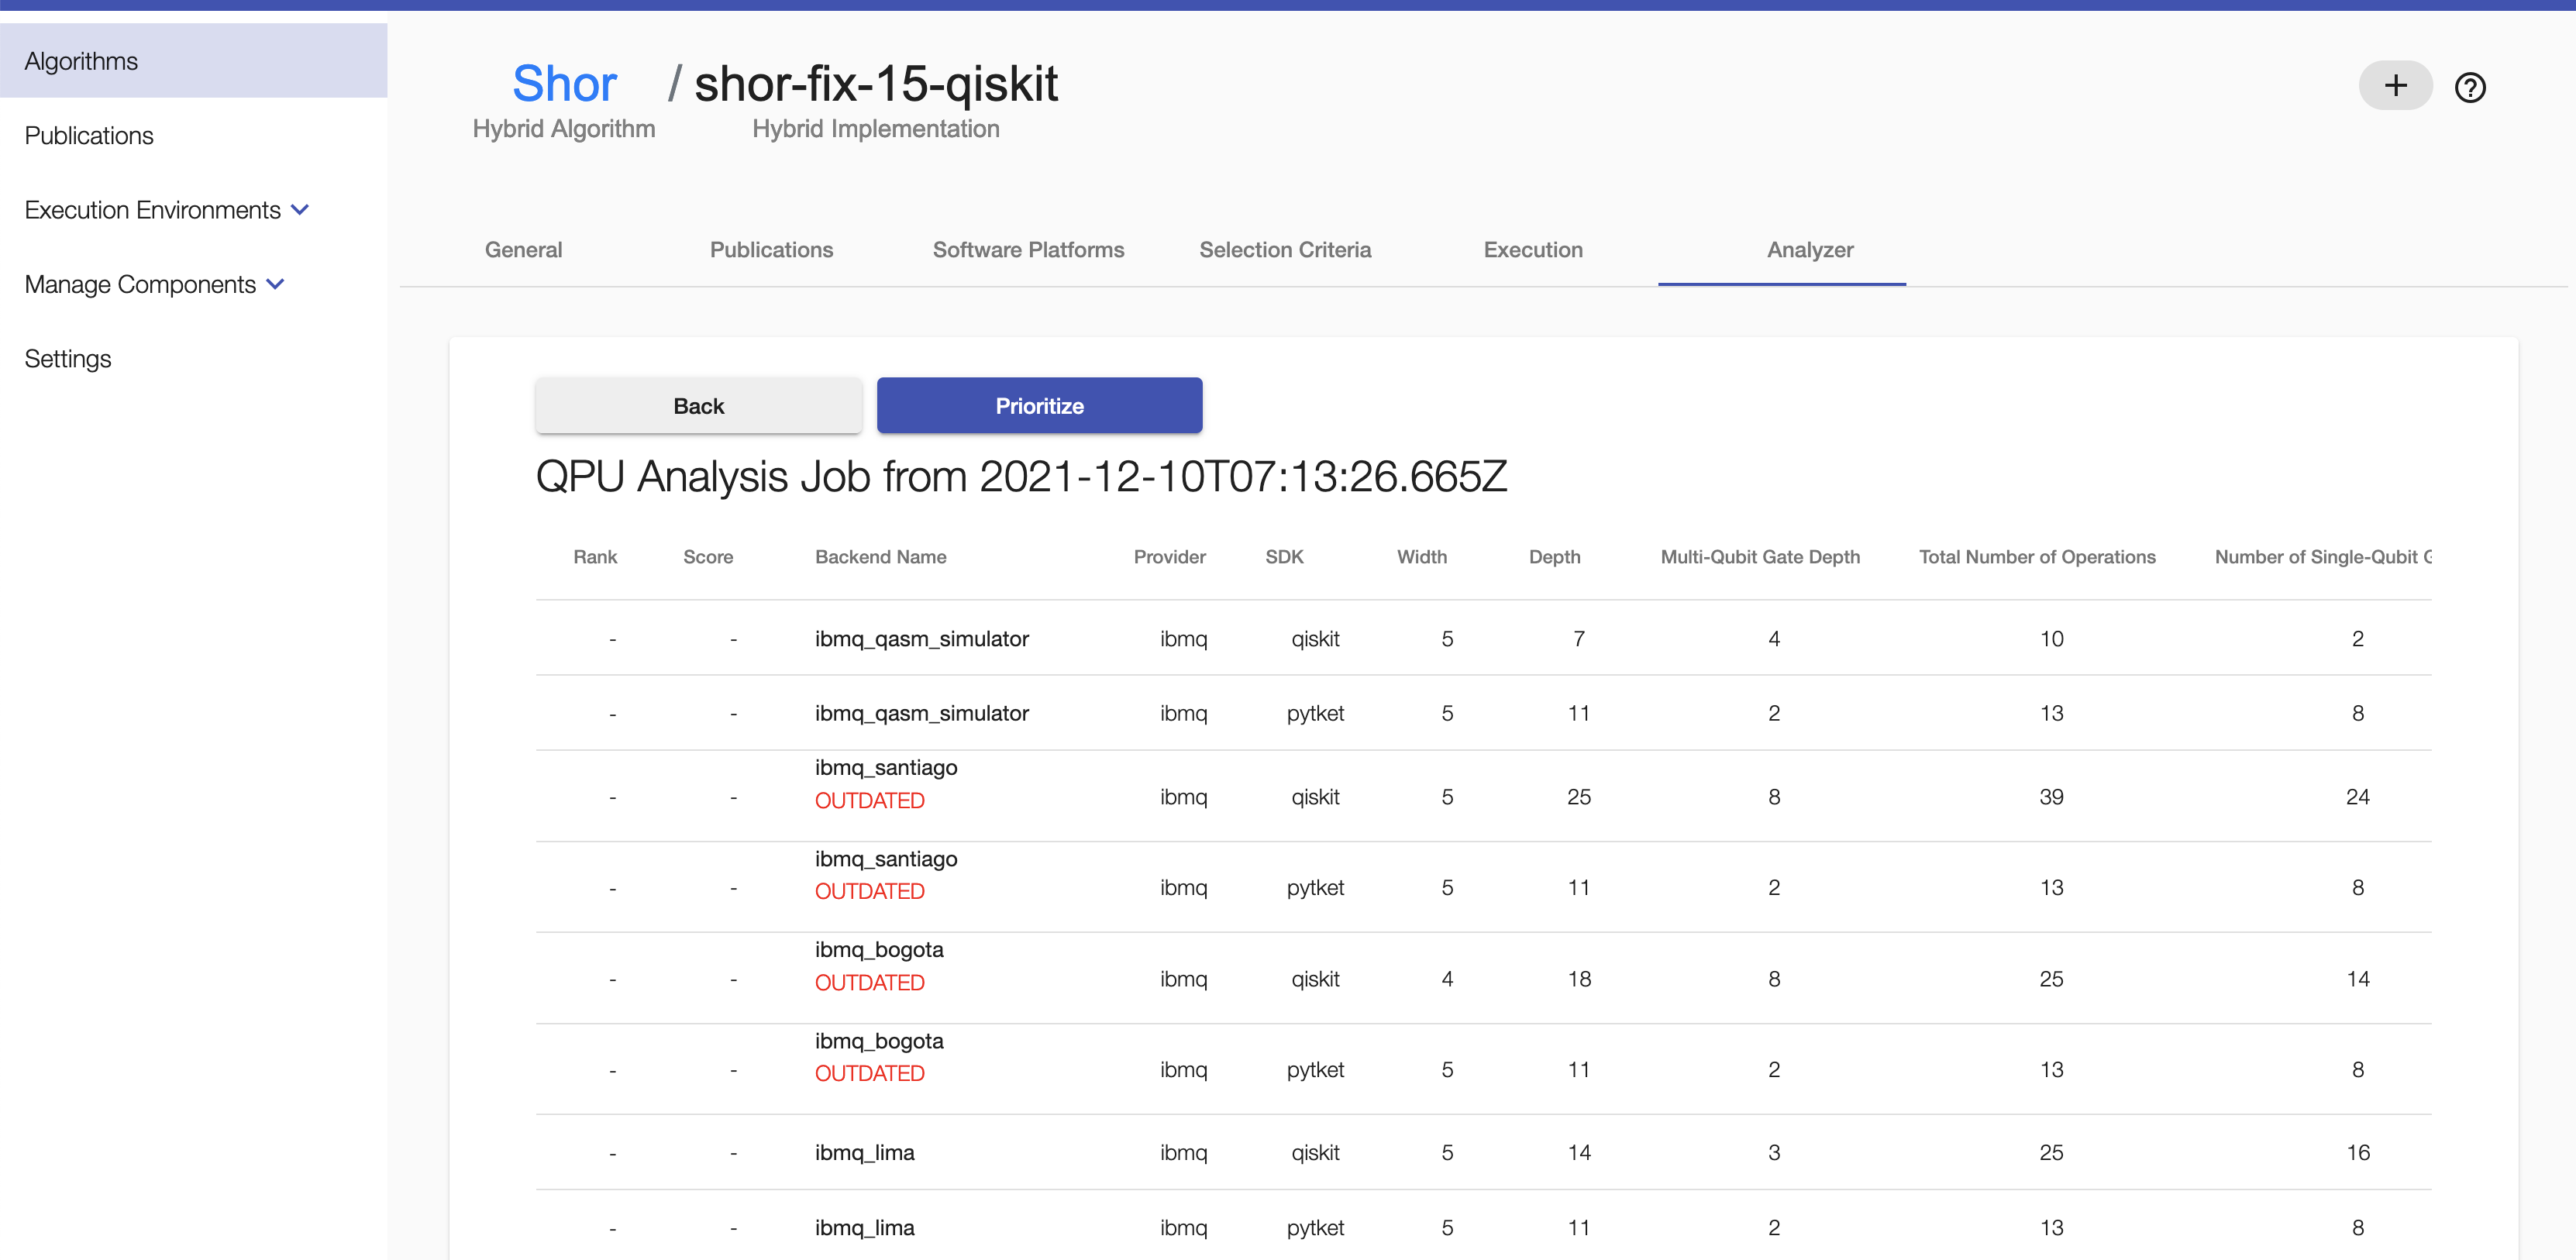 Algorithms
Publications
Execution Environments
Manage Components
Settings
Shor / shor-fix-15-qiskit
Hybrid Algorithm Hybrid Implementation
+ ?
General Publications Software Platforms Selection Criteria Execution Analyzer
Back Prioritize
QPU Analysis Job from 2021-12-10T07:13:26.665Z
Rank Score Backend Name Provider SDK Width Depth Multi-Qubit Gate Depth Total Number of Operations Number of Single-Qubit
- - ibmq_qasm_simulator ibmq qiskit 5 7 4 10 2
- - ibmq_qasm_simulator ibmq pytket 5 11 2 13 8
- - ibmq_santiago ibmq qiskit 5 25 8 39 24
OUTDATED
- - ibmq_santiago ibmq pytket 5 11 2 13 8
OUTDATED
- - ibmq_bogota ibmq qiskit 4 18 8 25 14
OUTDATED
- - ibmq_bogota ibmq pytket 5 11 2 13 8
OUTDATED
- - ibmq_lima ibmq qiskit 5 14 3 25 16
- - ibmq_lima ibmq pytket 5 11 2 13 8